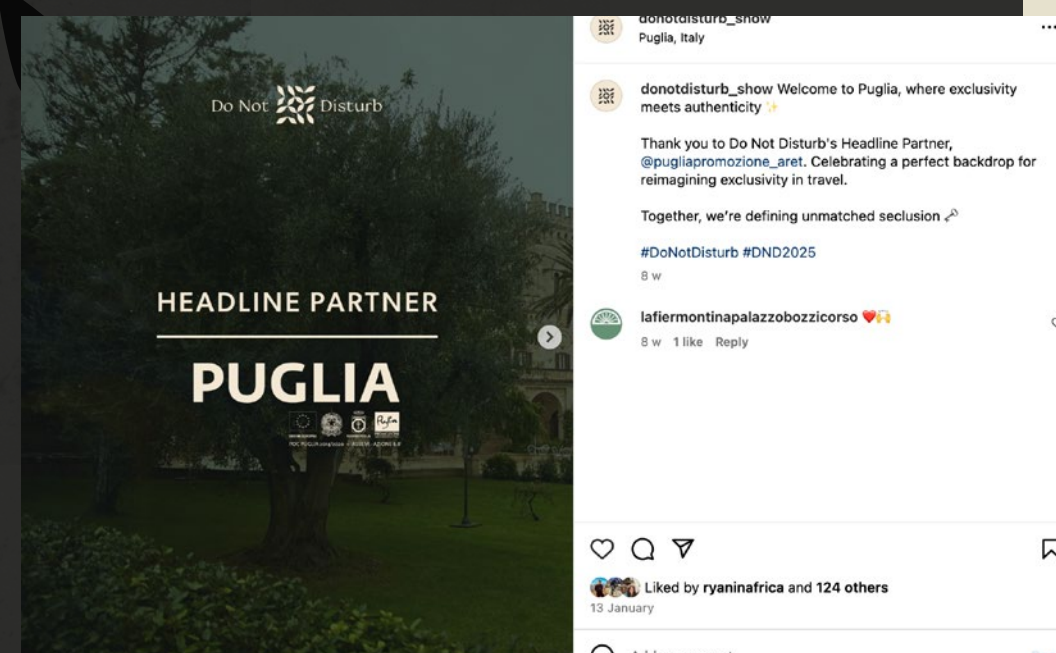 Do Not Disturb
HEADLINE PARTNER
PUGLIA
donotdisturb_show
Puglia, Italy
donotdisturb_show Welcome to Puglia, where exclusivity
meets authenticity ✨
Thank you to Do Not Disturb's Headline Partner,
@pugliapromozione_aret. Celebrating a perfect backdrop for
reimagining exclusivity in travel.
Together, we're defining unmatched seclusion 🗝
#DoNotDisturb #DND2025
8 w
lafiermontinapalazzobozzicorso ❤️🙌
8 w 1 like Reply
Liked by ryaninafrica and 124 others
13 January